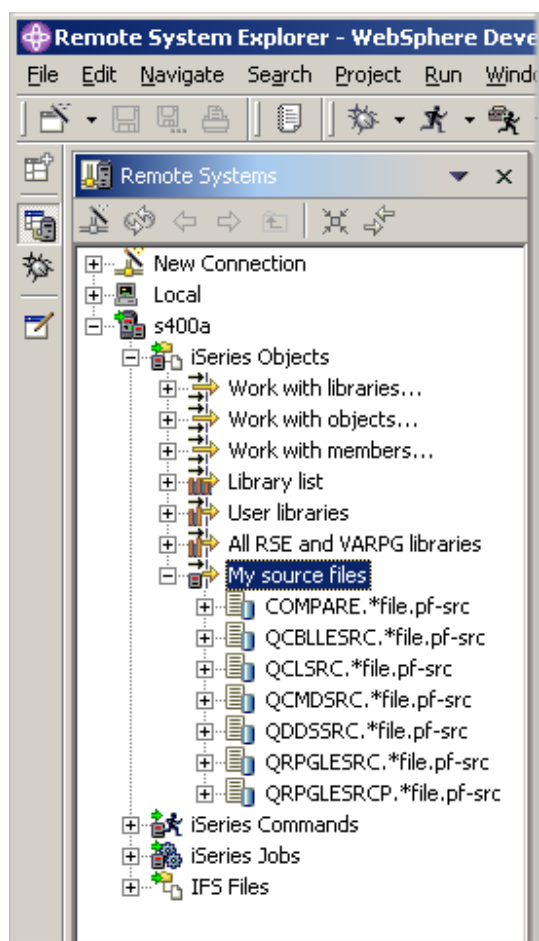 Remote System Explorer - WebSphere Deve
File Edit Navigate Search Project Run Wind
Remote Systems
New Connection
Local
s400a
iSeries Objects
Work with libraries...
Work with objects...
Work with members...
Library list
User libraries
All RSE and VARPG libraries
My source files
COMPARE.*file.pf-src
QCBLLESRC.*file.pf-src
QCLSRC.*file.pf-src
QCMDSRC.*file.pf-src
QDDSSRC.*file.pf-src
QRPGLESRC.*file.pf-src
QRPGLESRCP.*file.pf-src
iSeries Commands
iSeries Jobs
IFS Files